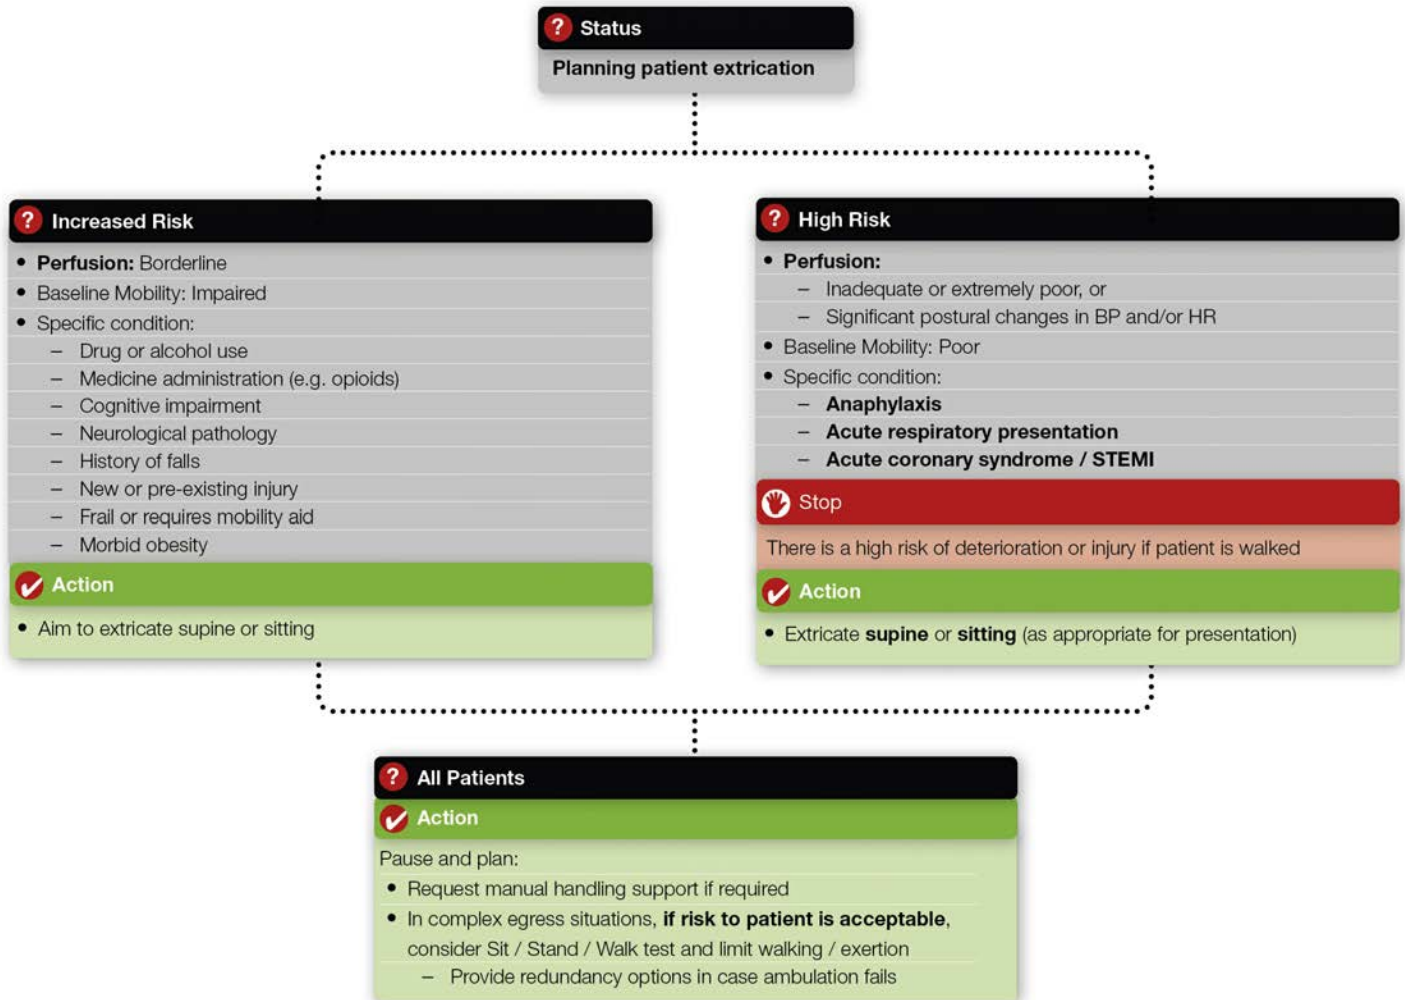 Status
Planning patient extrication
Increased Risk
• Perfusion: Borderline
• Baseline Mobility: Impaired
• Specific condition:
– Drug or alcohol use
– Medicine administration (e.g. opioids)
– Cognitive impairment
– Neurological pathology
– History of falls
– New or pre-existing injury
– Frail or requires mobility aid
– Morbid obesity
Action
• Aim to extricate supine or sitting
High Risk
• Perfusion:
– Inadequate or extremely poor, or
– Significant postural changes in BP and/or HR
• Baseline Mobility: Poor
• Specific condition:
– Anaphylaxis
– Acute respiratory presentation
– Acute coronary syndrome / STEMI
Stop
There is a high risk of deterioration or injury if patient is walked
Action
• Extricate supine or sitting (as appropriate for presentation)
All Patients
Action
Pause and plan:
• Request manual handling support if required
• In complex egress situations, if risk to patient is acceptable,
consider Sit / Stand / Walk test and limit walking / exertion
– Provide redundancy options in case ambulation fails